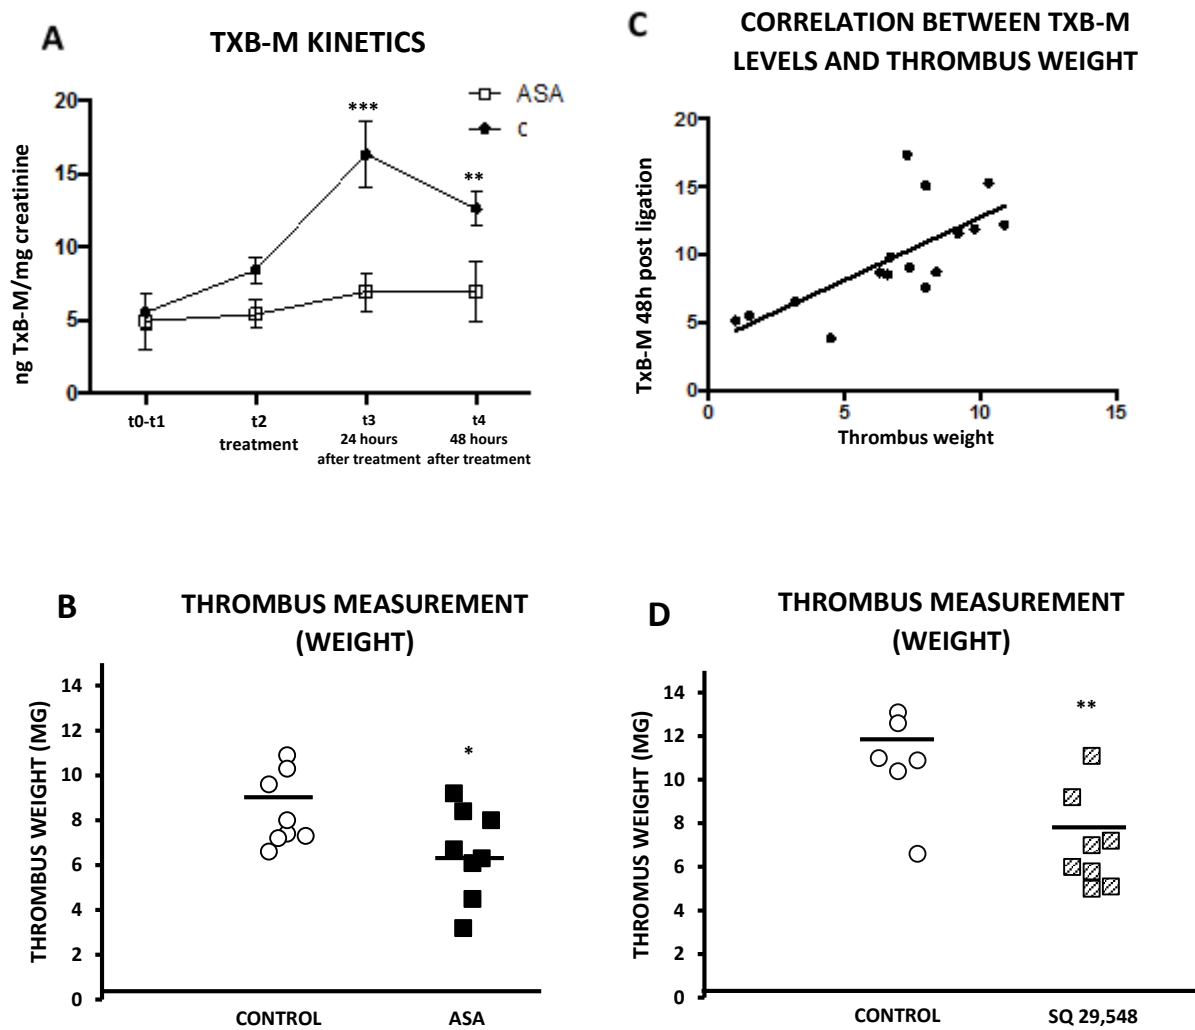 A
TXB-M KINETICS
ng TxB-M/mg creatinine
20
15
10
5
0
***
**
ASA
c
t0-t1
t2
treatment
t3
24 hours
after treatment
t4
48 hours
after treatment
C
CORRELATION BETWEEN TXB-M
LEVELS AND THROMBUS WEIGHT
TxB-M 48h post ligation
20
15
10
5
0
0
5
10
15
Thrombus weight
B
THROMBUS MEASUREMENT
(WEIGHT)
THROMBUS WEIGHT (MG)
14
12
10
8
6
4
2
0
*
CONTROL
ASA
D
THROMBUS MEASUREMENT
(WEIGHT)
THROMUS WEIGHT (MG)
14
12
10
8
6
4
2
0
**
CONTROL
SQ 29,548